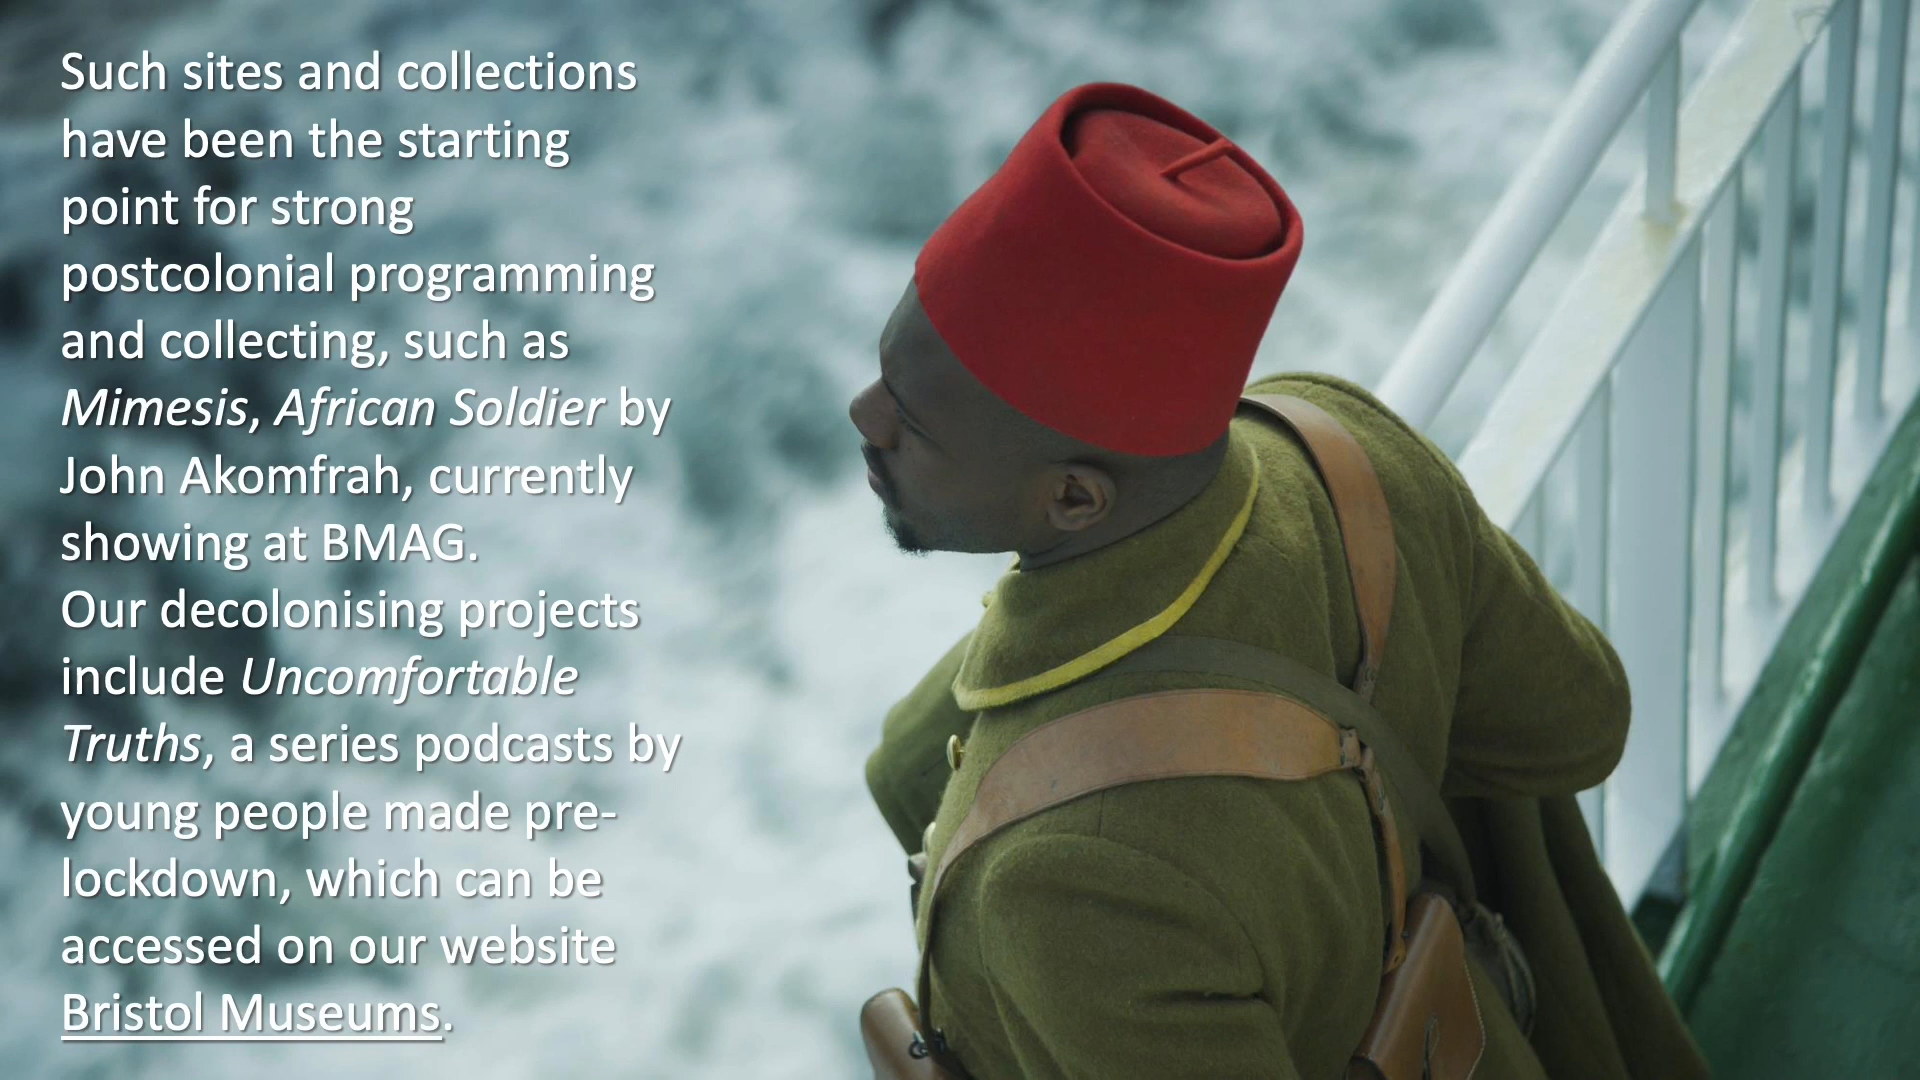 Such sites and collections
have been the starting
point for strong
postcolonial programming
and collecting, such as
Mimesis, African Soldier by
John Akomfrah, currently
showing at BMAG.
Our decolonising projects
include Uncomfortable
Truths, a series podcasts by
young people made pre-
lockdown, which can be
accessed on our website
Bristol Museums.